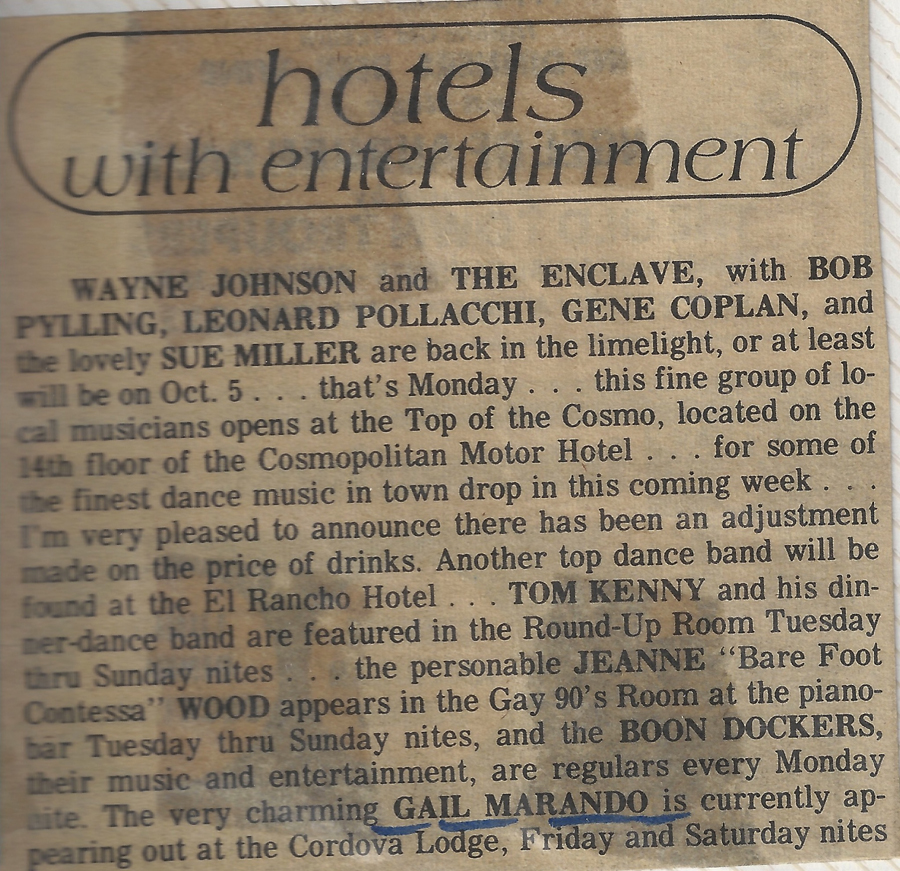 hotels
with entertainment
WAYNE JOHNSON and THE ENCLAVE, with BOB
PYLLING, LEONARD POLLACCHI, GENE COPLAN, and
the lovely SUE MILLER are back in the limelight, or at least
will be on Oct. 5 . . . that's Monday . . . this fine group of lo-
cal musicians opens at the Top of the Cosmo, located on the
14th floor of the Cosmopolitan Motor Hotel . . . for some of
the finest dance music in town drop in this coming week . . .
I'm very pleased to announce there has been an adjustment
made on the price of drinks. Another top dance band will be
found at the El Rancho Hotel . . . TOM KENNY and his din-
ner-dance band are featured in the Round-Up Room Tuesday
thru Sunday nites . . . the personable JEANNE "Bare Foot
Contessa" WOOD appears in the Gay 90's Room at the piano-
bar Tuesday thru Sunday nites, and the BOON DOCKERS,
their music and entertainment, are regulars every Monday
nite. The very charming GAIL MARANDO is currently ap-
pearing out at the Cordova Lodge, Friday and Saturday nites